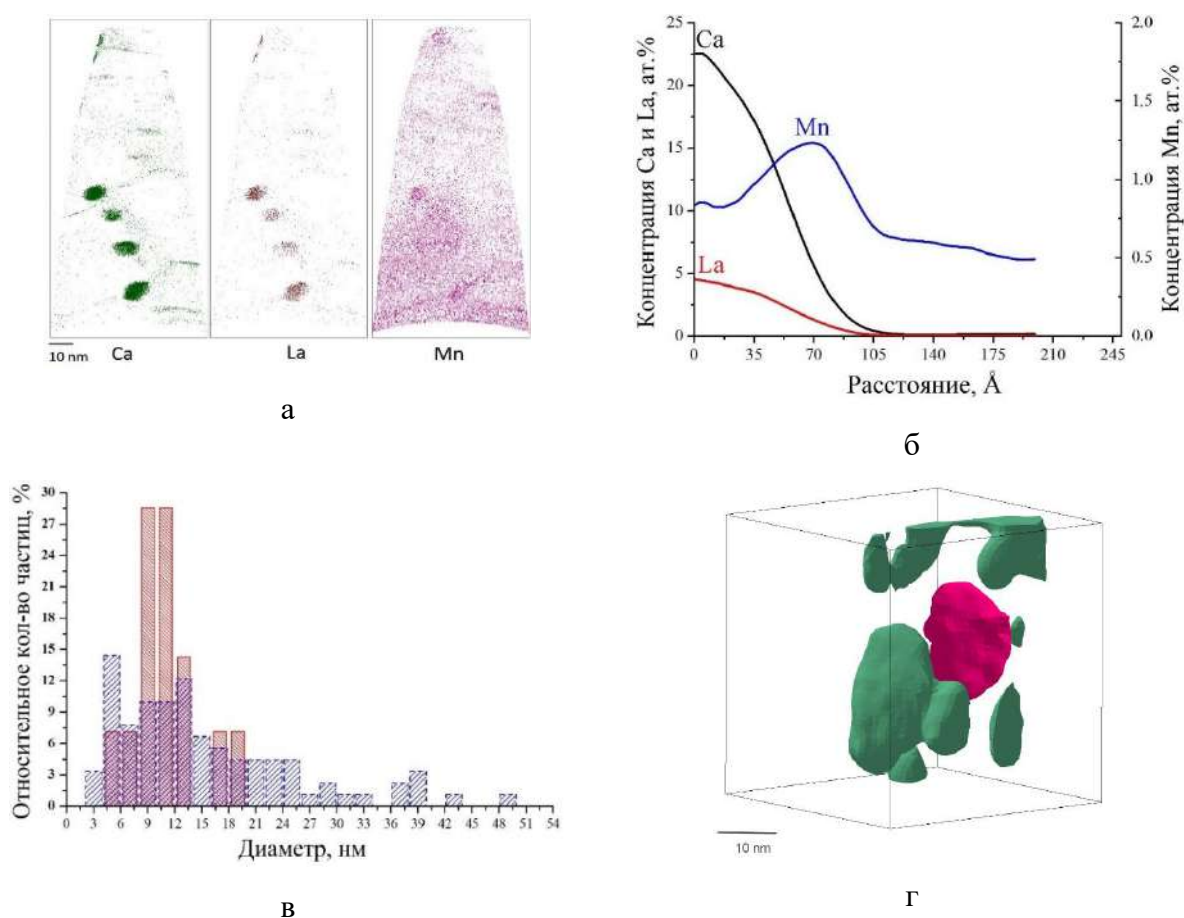 10 nm
Ca
La
Mn
а
Концентрация Ca и La, ат.%
25
20
15
10
5
0
Ca
Mn
La
2.0
1.5
1.0
0.5
0.0
Концентрация Mn, ат.%
0 35 70 105 140 175 210 245
Расстояние, Å
б
Относительное кол-во частиц, %
30
27
24
21
18
15
12
9
6
3
0
0 3 6 9 12 15 18 21 24 27 30 33 36 39 42 45 48 51 54
Диаметр, нм
в
10 nm
г